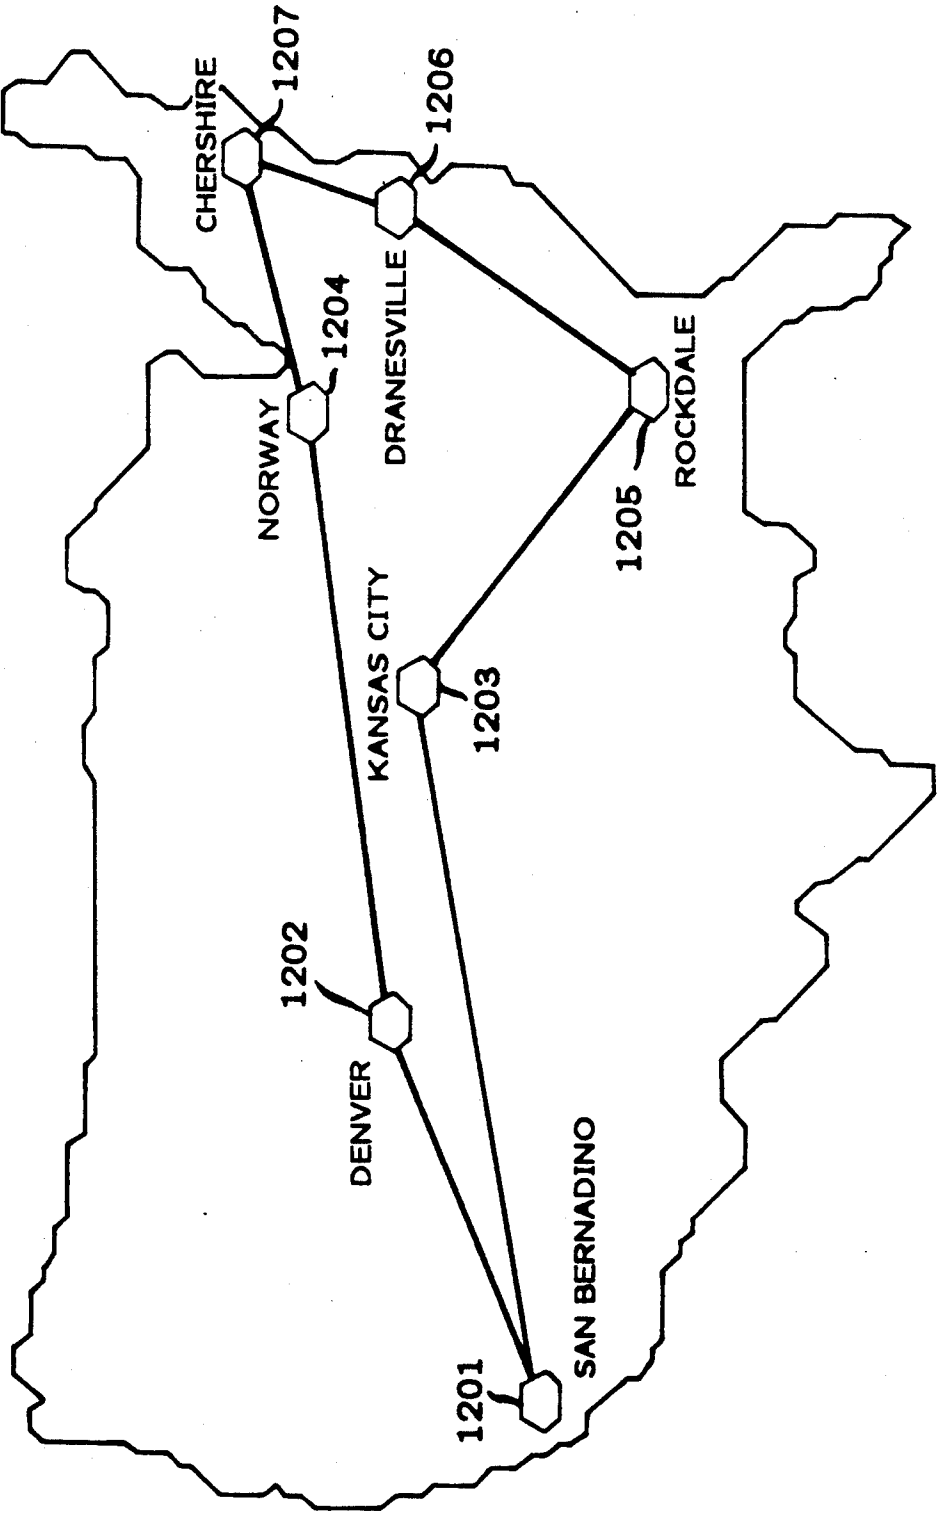 CHERSHIRE
1207
1206
DRANESVILLE
NORWAY
1204
ROCKDALE
1205
KANSAS CITY
1203
1202
DENVER
SAN BERNADINO
1201